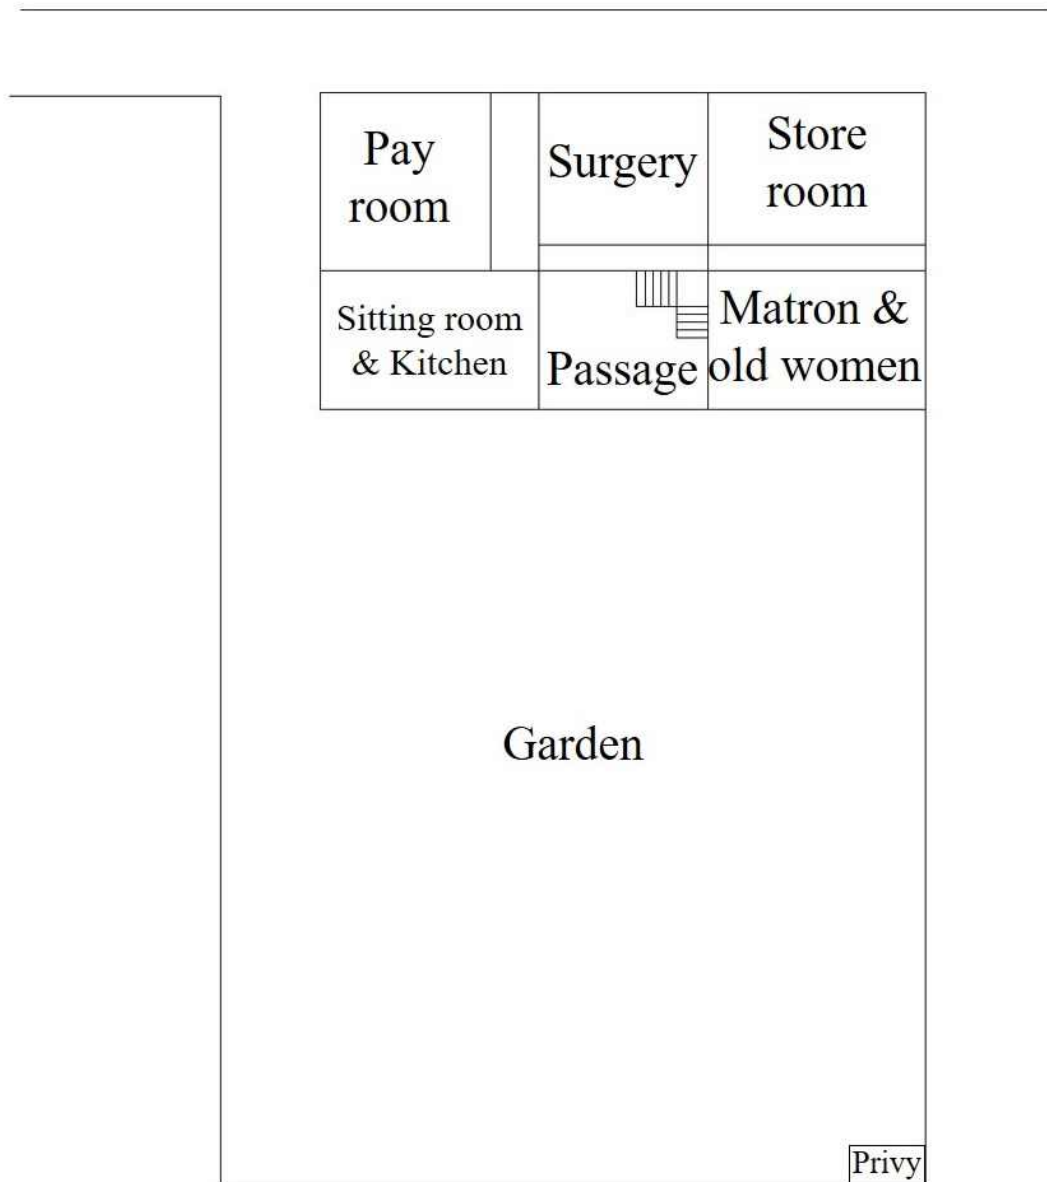 Pay
room
Surgery
Store
room
Sitting room
& Kitchen
Passage
Matron &
old women
Garden
Privy